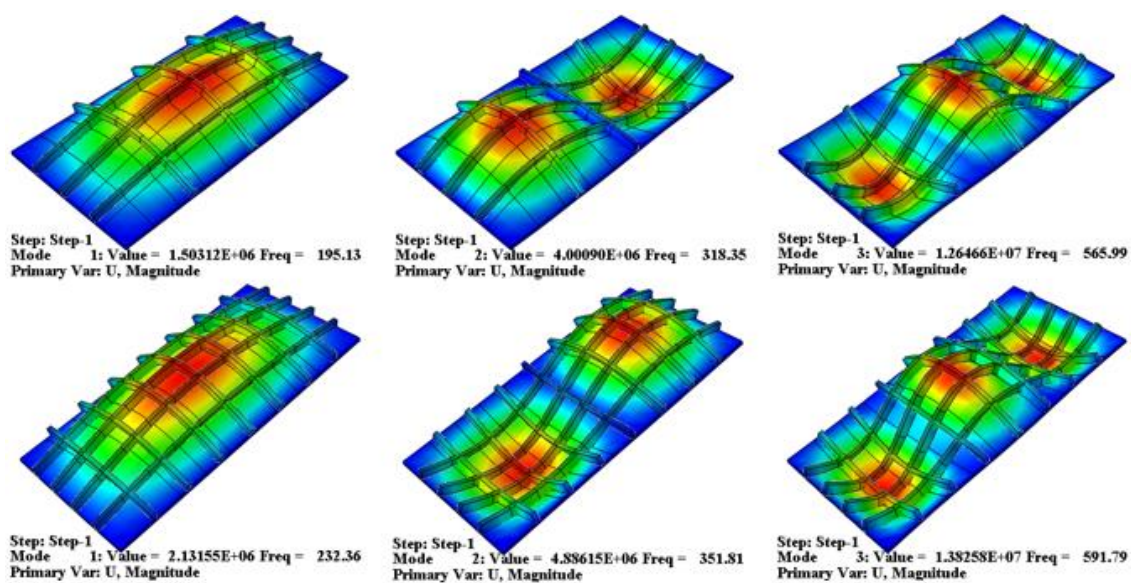 Step: Step-1
Mode 1: Value = 1.50312E+06 Freq = 195.13
Primary Var: U, Magnitude
Step: Step-1
Mode 2: Value = 4.00090E+06 Freq = 318.35
Primary Var: U, Magnitude
Step: Step-1
Mode 3: Value = 1.26466E+07 Freq = 565.99
Primary Var: U, Magnitude
Step: Step-1
Mode 1: Value = 2.13155E+06 Freq = 232.36
Primary Var: U, Magnitude
Step: Step-1
Mode 2: Value = 4.88615E+06 Freq = 351.81
Primary Var: U, Magnitude
Step: Step-1
Mode 3: Value = 1.38258E+07 Freq = 591.79
Primary Var: U, Magnitude